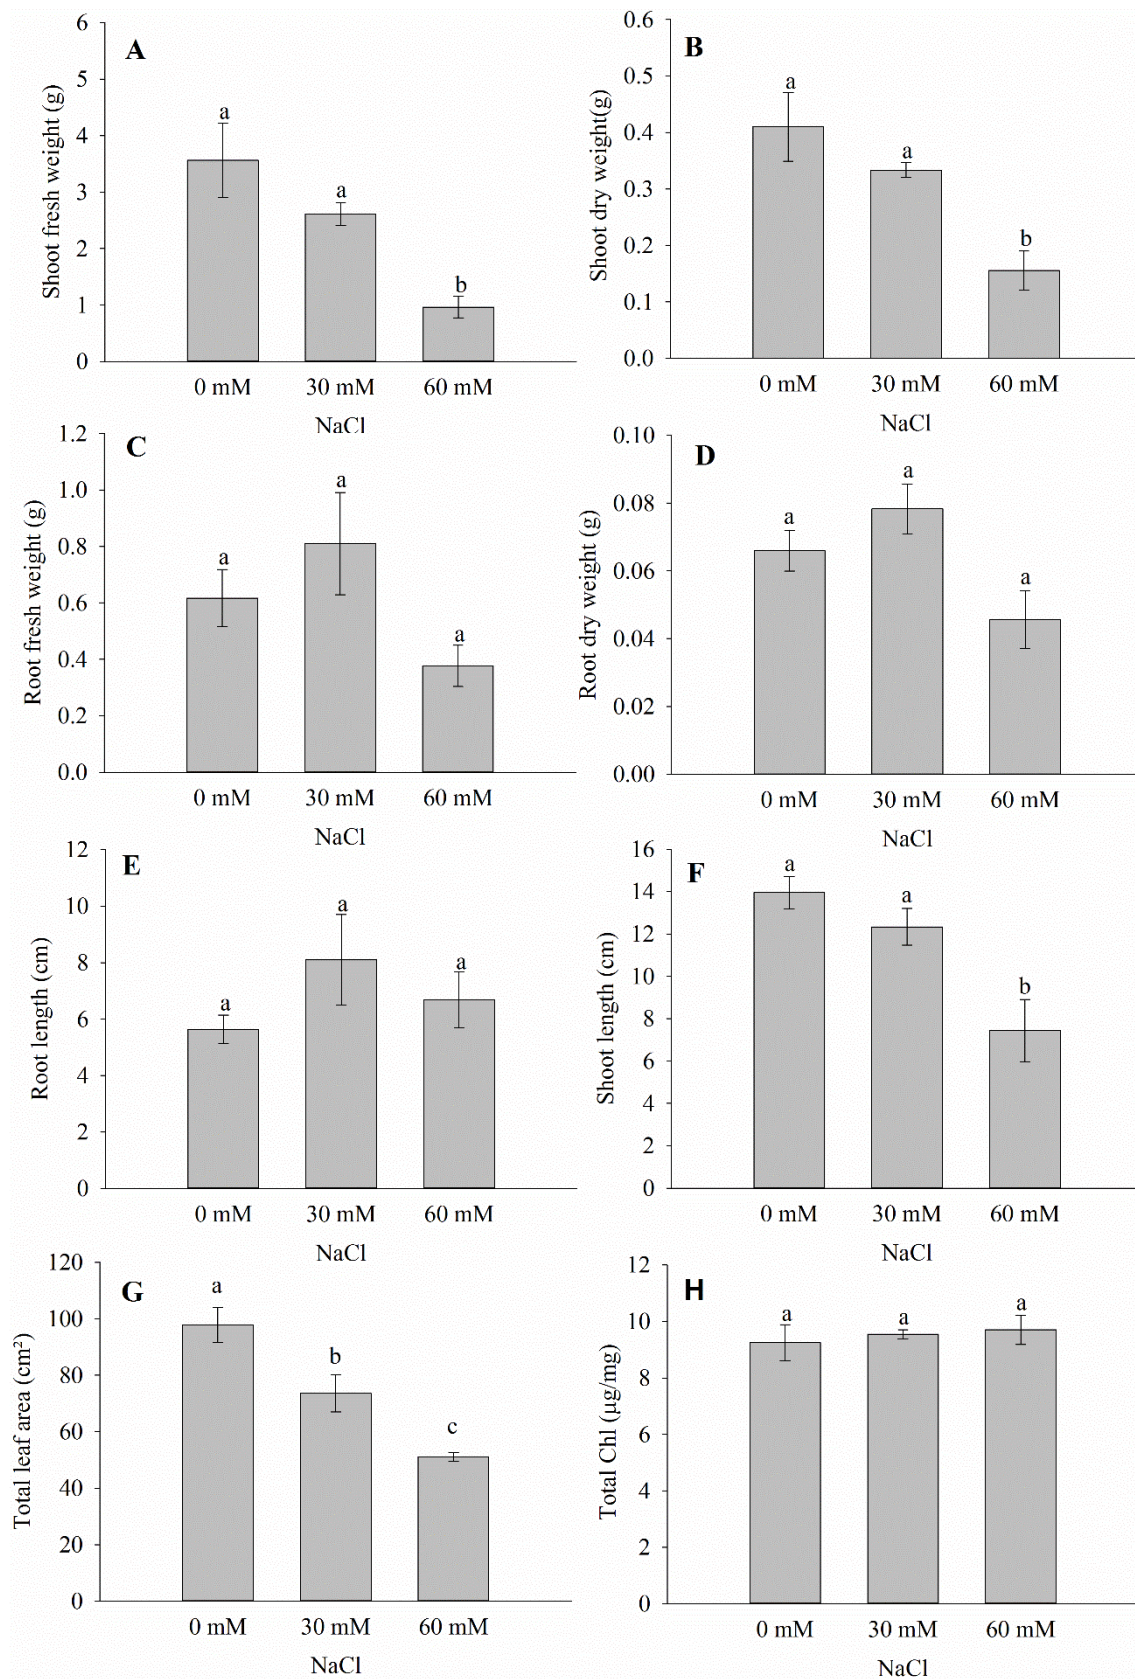 A
Shoot fresh weight (g)
6
5
4
3
2
1
0
a
a
b
0 mM 30 mM 60 mM
NaCl
B
Shoot dry weight(g)
0.6
0.5
0.4
0.3
0.2
0.1
0.0
a
a
b
0 mM 30 mM 60 mM
NaCl
C
Root fresh weight (g)
1.2
1.0
0.8
0.6
0.4
0.2
0.0
a
a
a
0 mM 30 mM 60 mM
NaCl
D
Root dry weight (g)
0.10
0.08
0.06
0.04
0.02
0.00
a
a
a
0 mM 30 mM 60 mM
NaCl
E
Root length (cm)
12
10
8
6
4
2
0
a
a
a
0 mM 30 mM 60 mM
NaCl
F
Shoot length (cm)
16
14
12
10
8
6
4
2
0
a
a
b
0 mM 30 mM 60 mM
NaCl
G
Total leaf area (cm²)
120
100
80
60
40
20
0
a
b
c
0 mM 30 mM 60 mM
NaCl
H
Total Chl (µg/mg)
12
10
8
6
4
2
0
a
a
a
0 mM 30 mM 60 mM
NaCl